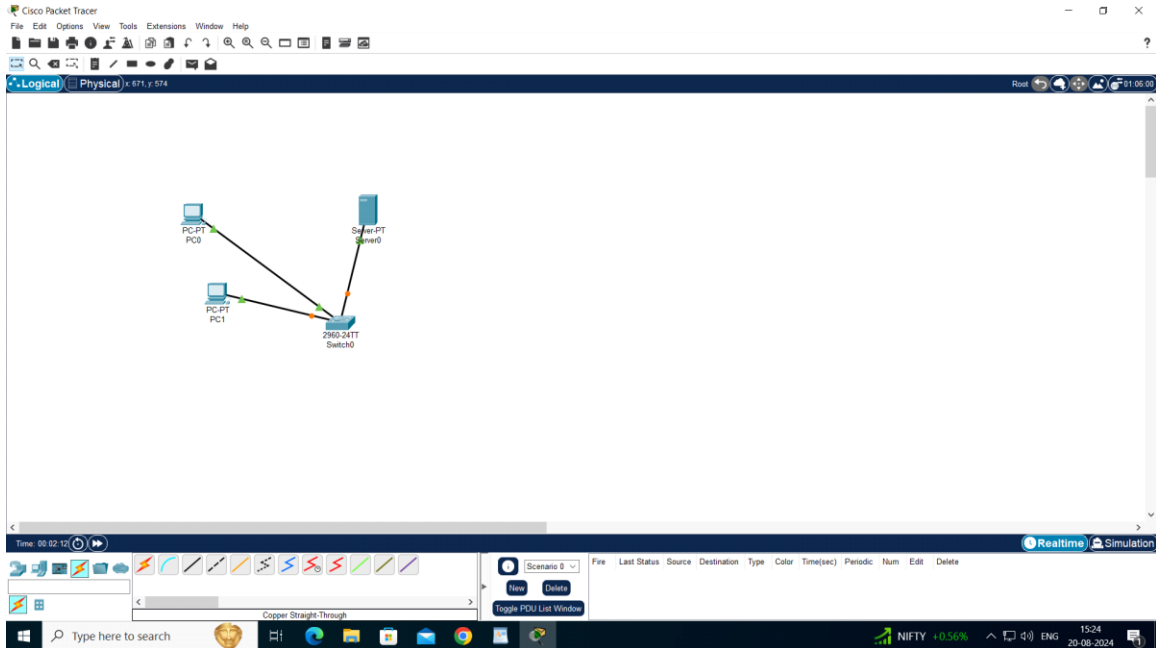 Cisco Packet Tracer
File Edit Options View Tools Extensions Window Help
?
Logical Physical x: 671, y: 574 Root 01:06:00
PC-PT
PC0
Server-PT
Server0
PC-PT
PC1
2960-24TT
Switch0
Time: 00:02:12 Realtime Simulation
Scenario 0 Fire Last Status Source Destination Type Color Time(sec) Periodic Num Edit Delete
New Delete
Toggle PDU List Window
Copper Straight-Through
Type here to search NIFTY +0.56% ENG 15:24
20-08-2024
1